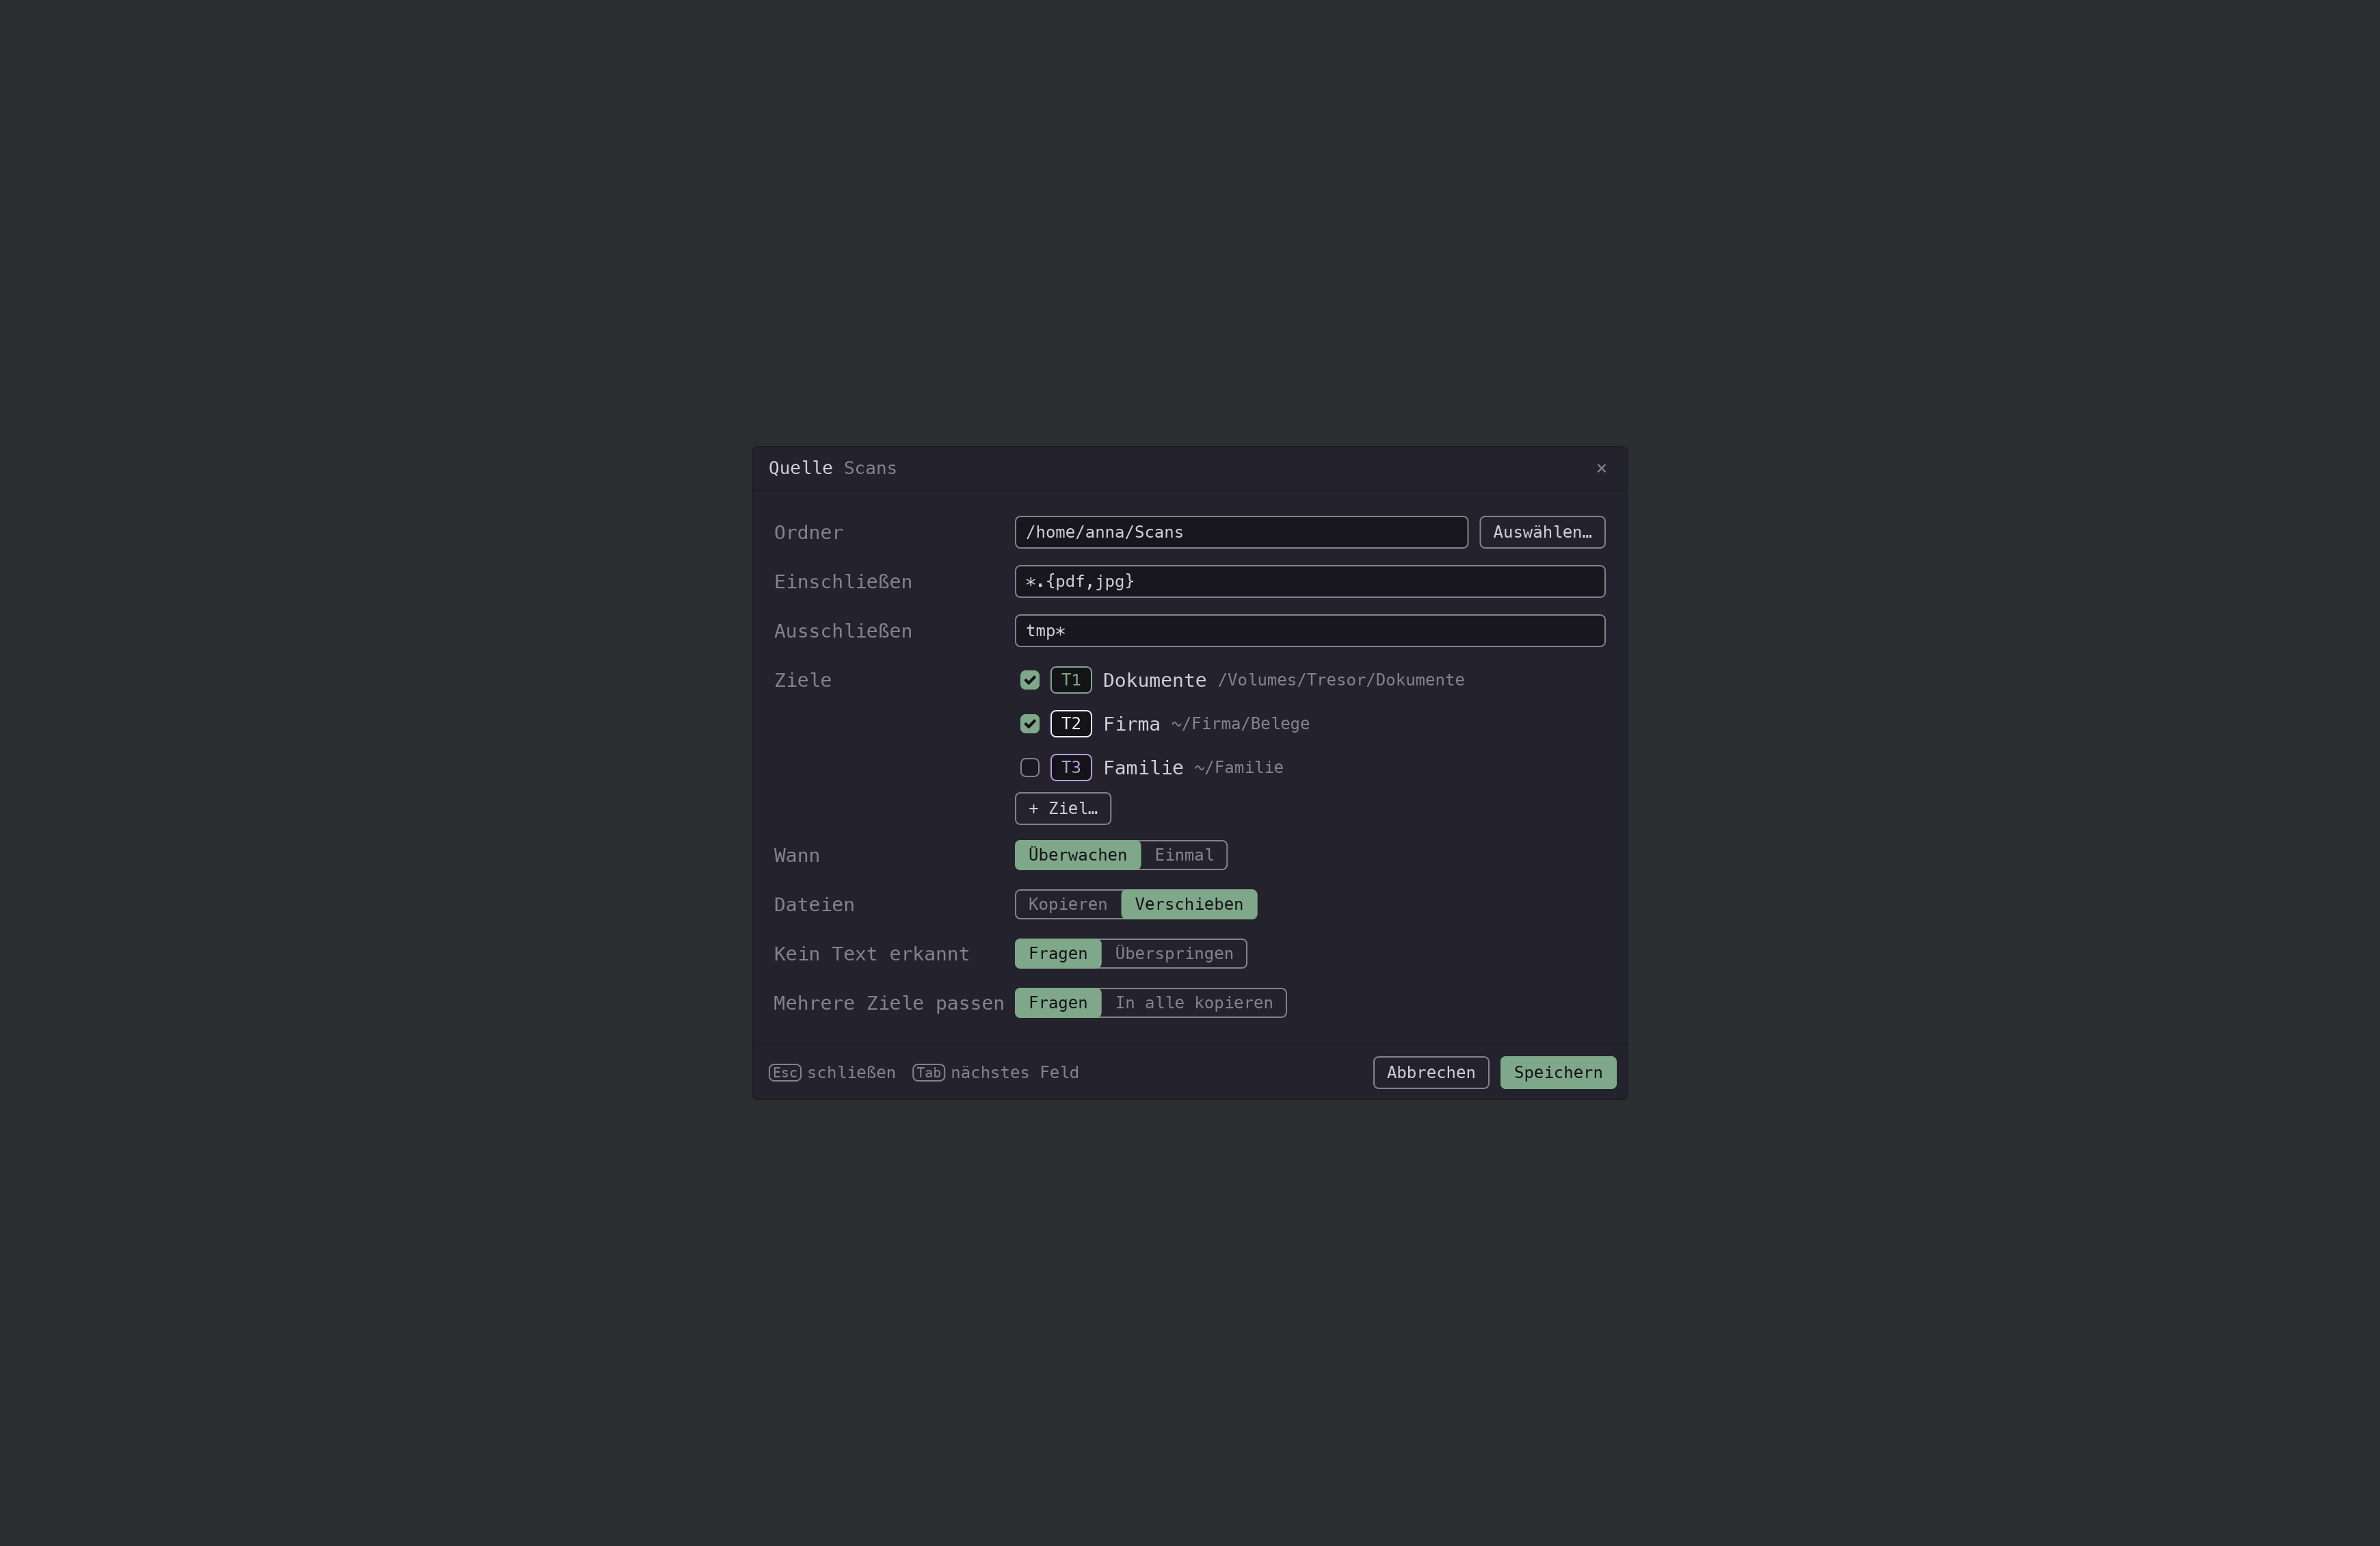 Quelle Scans ×
Ordner /home/anna/Scans Auswählen…
Einschließen *.{pdf,jpg}
Ausschließen tmp*
Ziele T1 Dokumente /Volumes/Tresor/Dokumente
T2 Firma ~/Firma/Belege
T3 Familie ~/Familie
+ Ziel…
Wann Überwachen Einmal
Dateien Kopieren Verschieben
Kein Text erkannt Fragen Überspringen
Mehrere Ziele passen Fragen In alle kopieren
Esc schließen Tab nächstes Feld Abbrechen Speichern